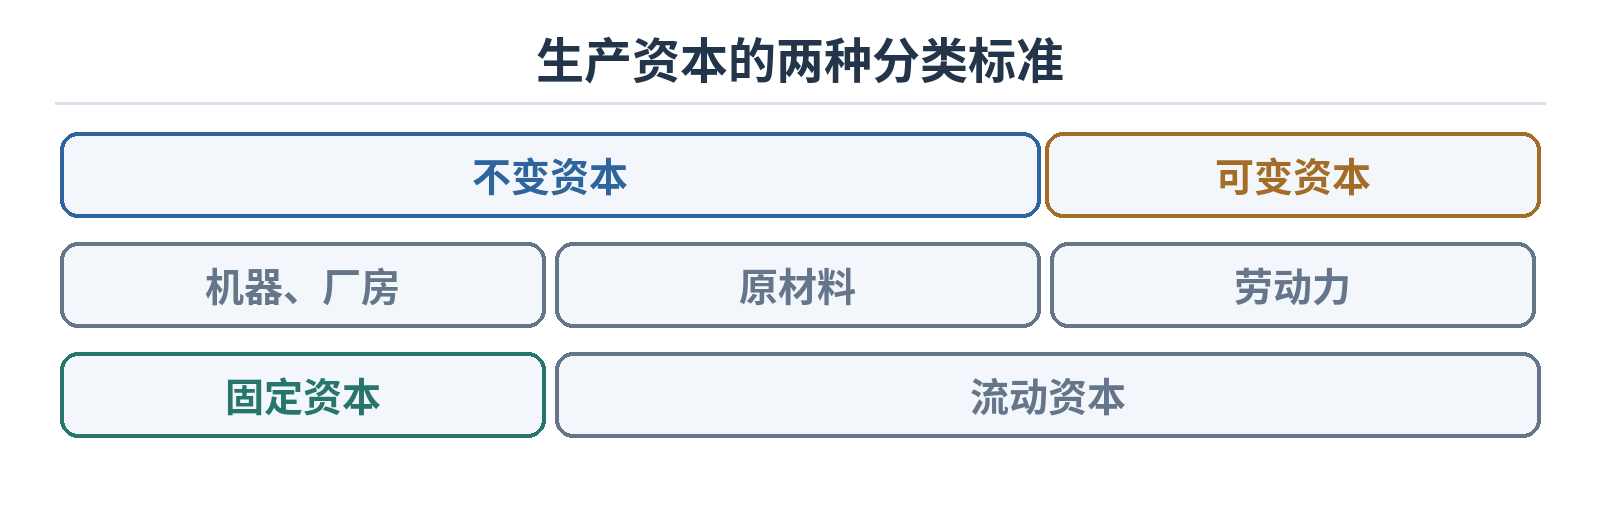 生产资本的两种分类标准
不变资本 可变资本
机器、厂房 原材料 劳动力
固定资本 流动资本